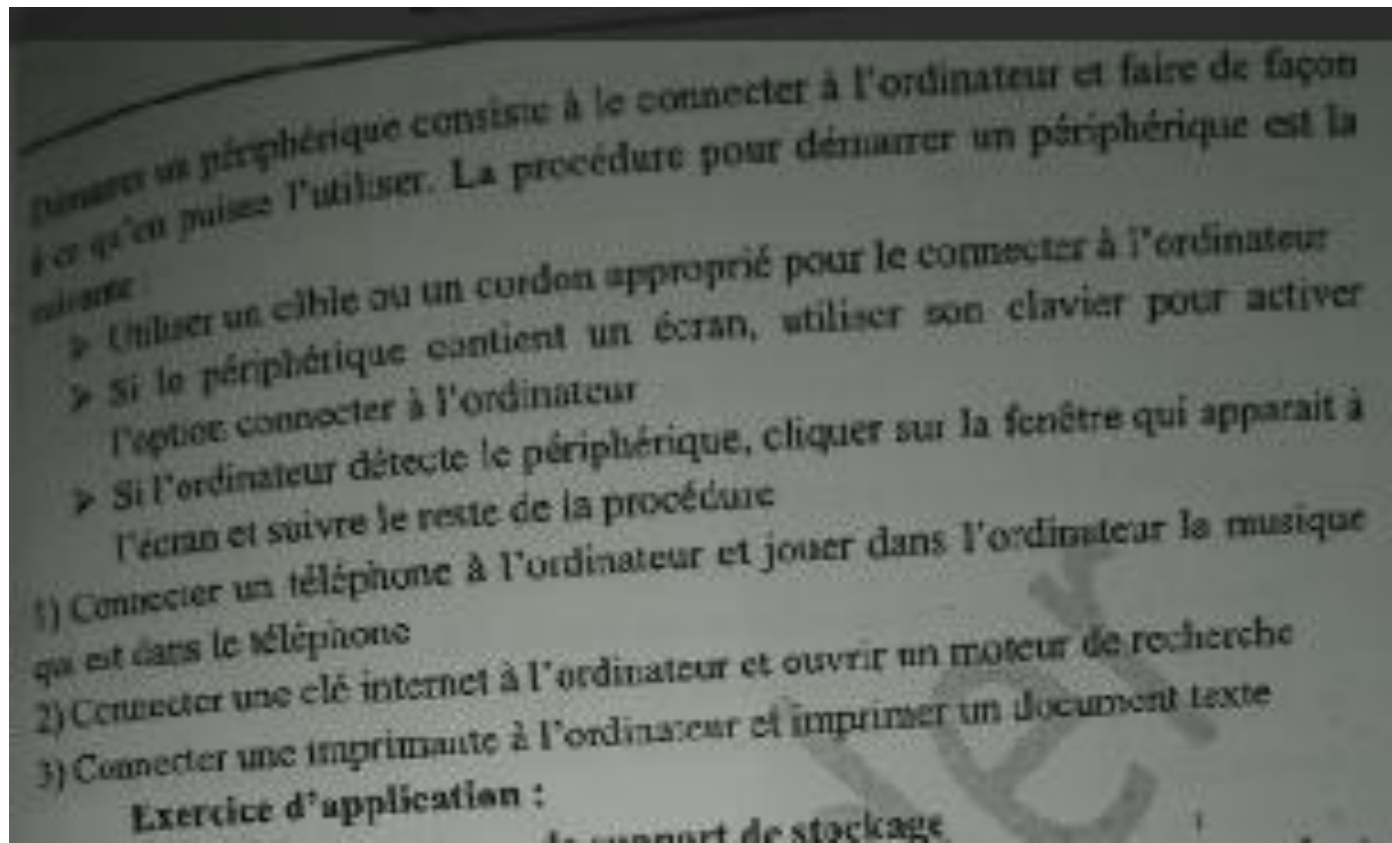 Démarrer un périphérique consiste à le connecter à l'ordinateur et faire de façon
à ce qu'on puisse l'utiliser. La procédure pour démarrer un périphérique est la
suivante :
➢ Utiliser un câble ou un cordon approprié pour le connecter à l'ordinateur
➢ Si le périphérique contient un écran, utiliser son clavier pour activer
l'option connecter à l'ordinateur
➢ Si l'ordinateur détecte le périphérique, cliquer sur la fenêtre qui apparait à
l'écran et suivre le reste de la procédure
1) Connecter un téléphone à l'ordinateur et jouer dans l'ordinateur la musique
qui est dans le téléphone
2) Connecter une clé internet à l'ordinateur et ouvrir un moteur de recherche
3) Connecter une imprimante à l'ordinateur et imprimer un document texte
Exercice d'application :
support de stockage